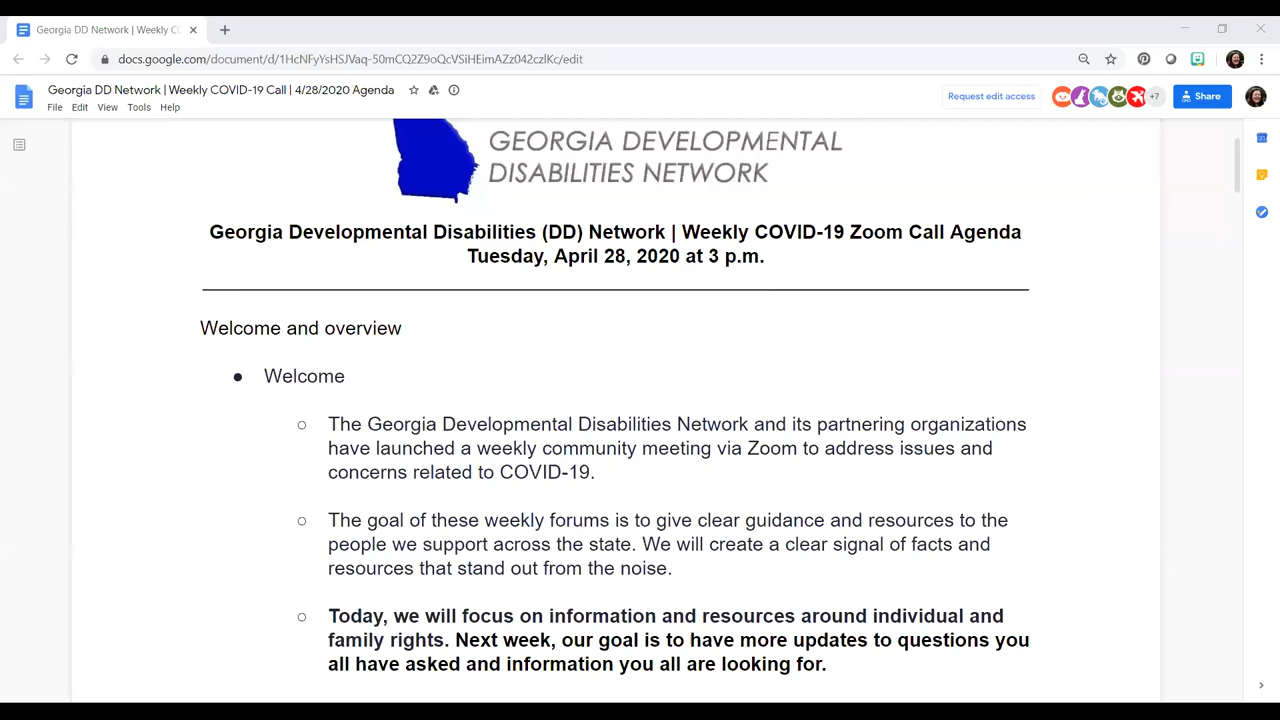 Georgia DD Network | Weekly C
docs.google.com/document/d/1HcNFyYsHSJVaq-50mCQ2Z9oQcVSiHEimAZz042czlKc/edit
Georgia DD Network | Weekly COVID-19 Call | 4/28/2020 Agenda
Request edit access
+7
Share
File Edit View Tools Help
GEORGIA DEVELOPMENTAL
DISABILITIES NETWORK
Georgia Developmental Disabilities (DD) Network | Weekly COVID-19 Zoom Call Agenda
Tuesday, April 28, 2020 at 3 p.m.
Welcome and overview
● Welcome
○ The Georgia Developmental Disabilities Network and its partnering organizations
have launched a weekly community meeting via Zoom to address issues and
concerns related to COVID-19.
○ The goal of these weekly forums is to give clear guidance and resources to the
people we support across the state. We will create a clear signal of facts and
resources that stand out from the noise.
○ Today, we will focus on information and resources around individual and
family rights. Next week, our goal is to have more updates to questions you
all have asked and information you all are looking for.